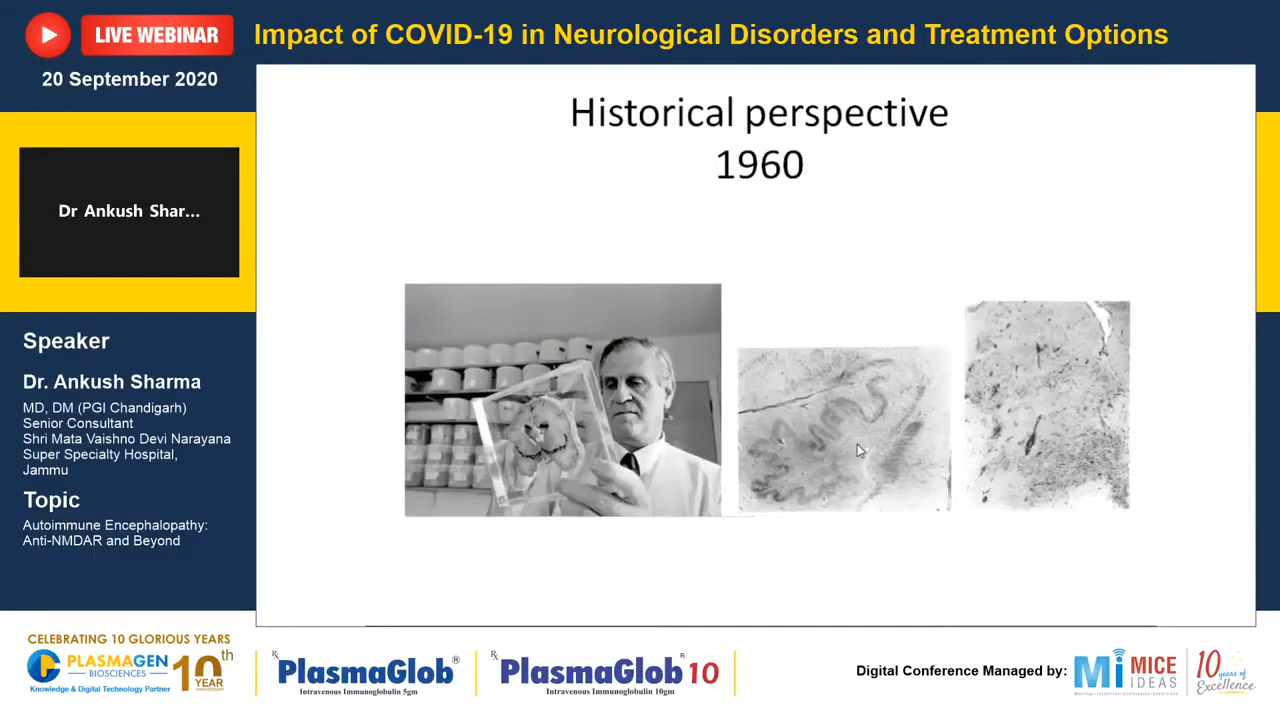 LIVE WEBINAR
Impact of COVID-19 in Neurological Disorders and Treatment Options
20 September 2020
Historical perspective
1960
Dr Ankush Shar...
Speaker
Dr. Ankush Sharma
MD, DM (PGI Chandigarh)
Senior Consultant
Shri Mata Vaishno Devi Narayana
Super Specialty Hospital,
Jammu
Topic
Autoimmune Encephalopathy:
Anti-NMDAR and Beyond
CELEBRATING 10 GLORIOUS YEARS
PLASMAGEN
BIOSCIENCES
Knowledge & Digital Technology Partner
10th
YEAR
Rx
PlasmaGlob®
Intravenous Immunoglobulin 5gm
Rx
PlasmaGlob 10
R
Intravenous Immunoglobulin 10gm
Digital Conference Managed by:
Mi MICE
IDEAS
10 years of
Excellence